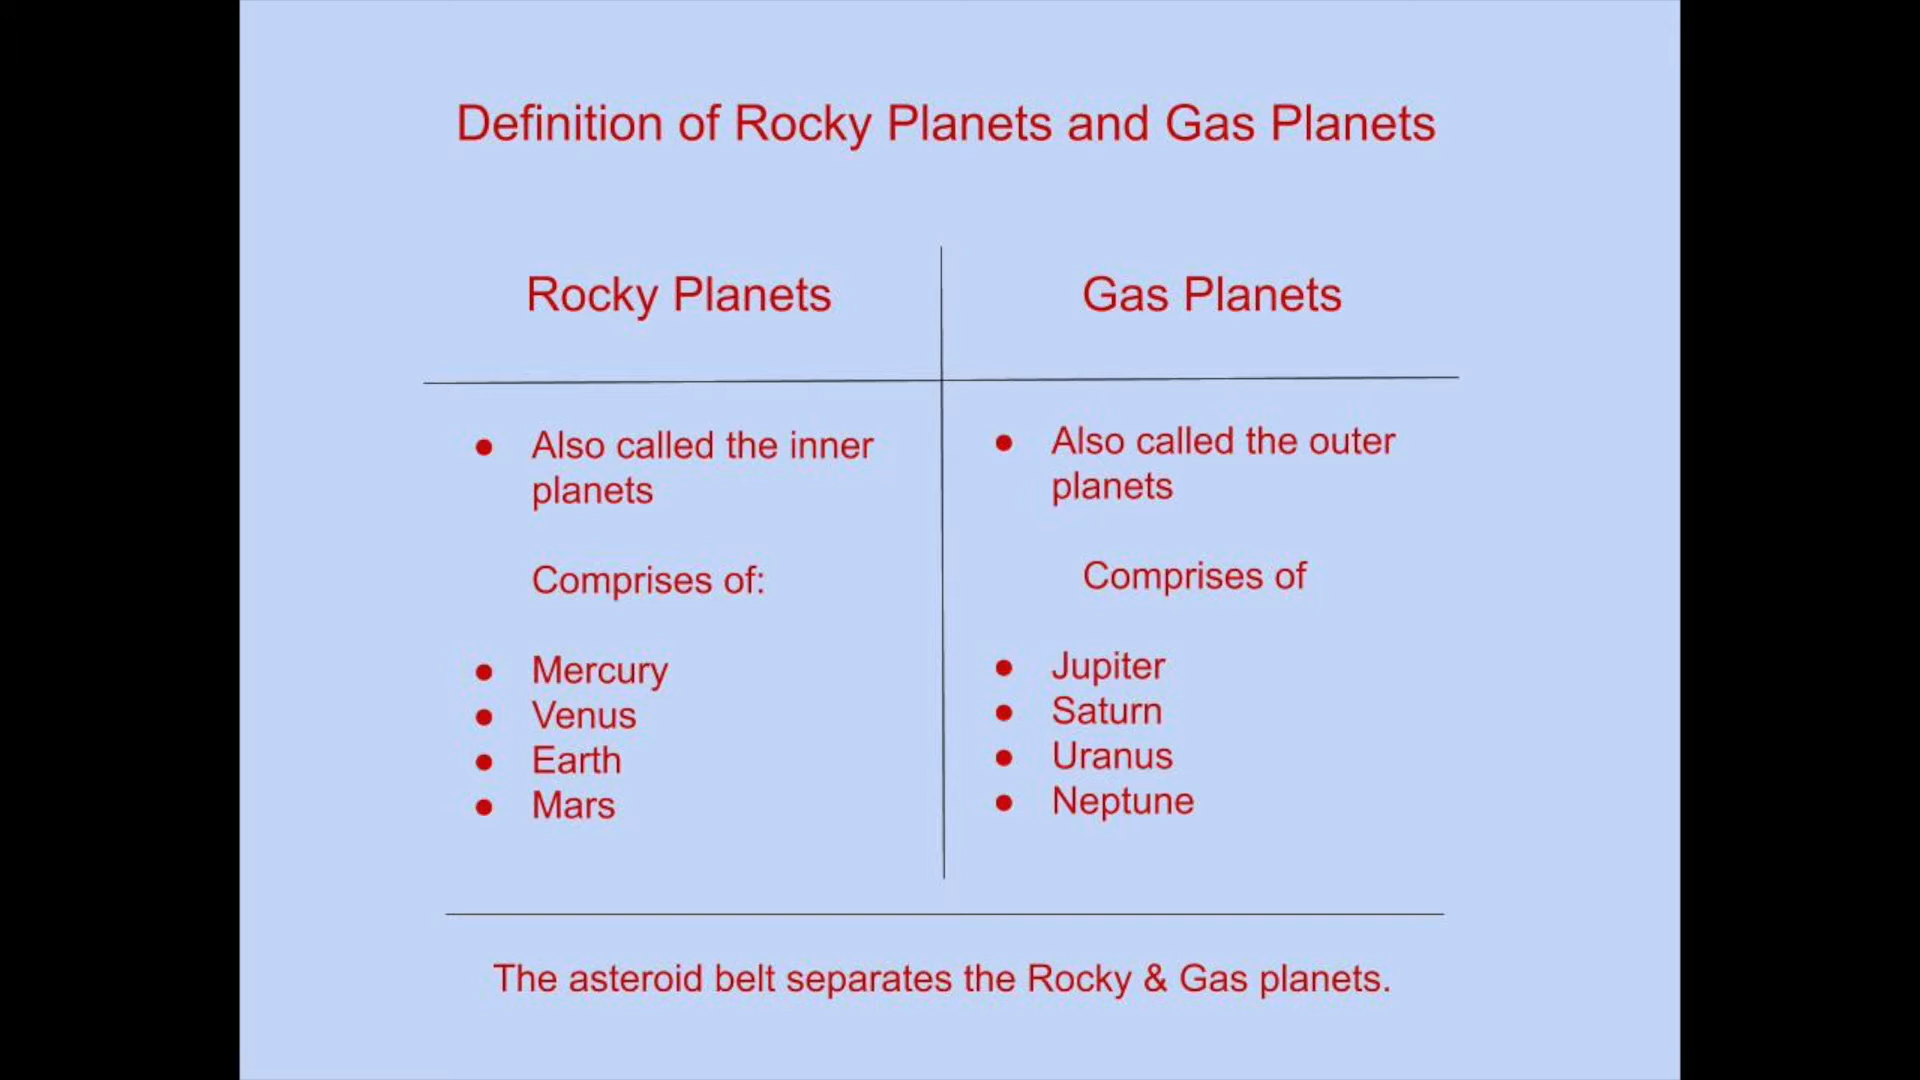 Definition of Rocky Planets and Gas Planets
Rocky Planets
● Also called the inner
planets
Comprises of:
● Mercury
● Venus
● Earth
● Mars
Gas Planets
● Also called the outer
planets
Comprises of
● Jupiter
● Saturn
● Uranus
● Neptune
The asteroid belt separates the Rocky & Gas planets.